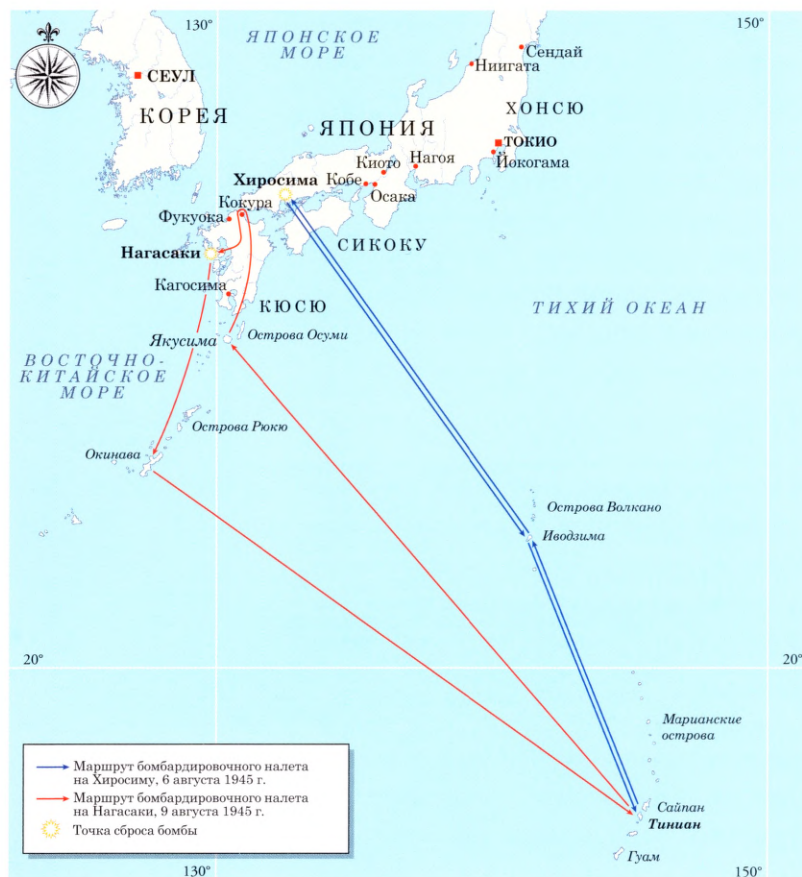 130°
150°
ЯПОНСКОЕ
МОРЕ
Сендай
Ниигата
СЕУЛ
КОРЕЯ
ХОНСЮ
ЯПОНИЯ
ТОКИО
Йокогама
Киото
Нагоя
Кобе
Осака
Хиросима
Кокура
Фукуока
СИКОКУ
Нагасаки
Кагосима
КЮСЮ
ТИХИЙ ОКЕАН
Якусима
Острова Осуми
ВОСТОЧНО-
КИТАЙСКОЕ
МОРЕ
Острова Рюкю
Окинава
Острова Волкано
Иводзима
20°
20°
Марианские
острова
Маршрут бомбардировочного налета
на Хиросиму, 6 августа 1945 г.
Маршрут бомбардировочного налета
на Нагасаки, 9 августа 1945 г.
Точка сброса бомбы
Сайпан
Тиниан
Гуам
130°
150°